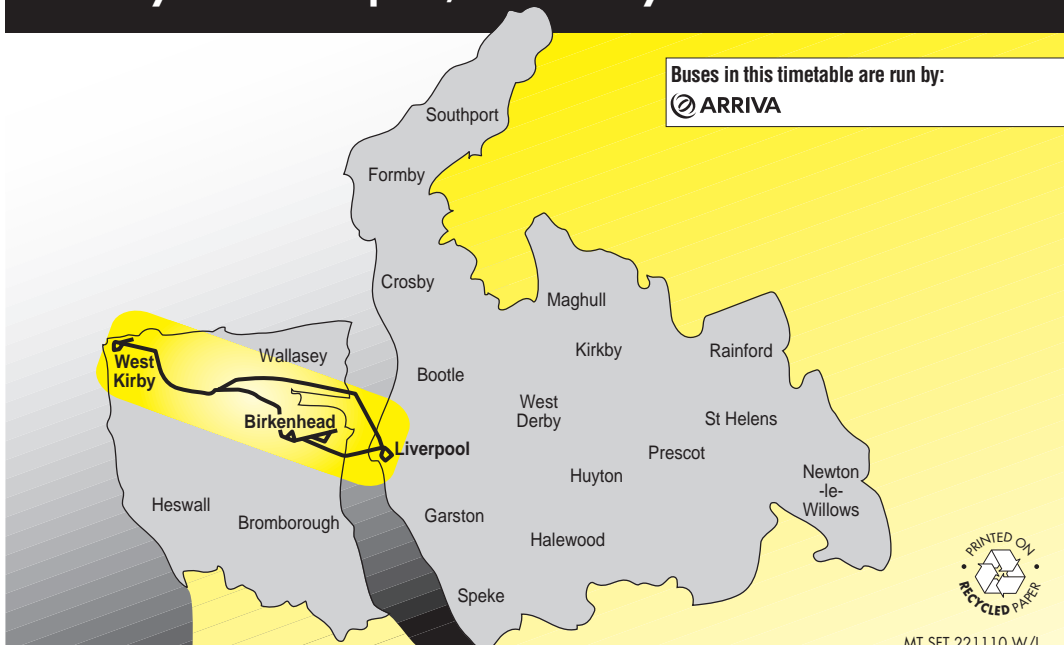 Buses in this timetable are run by:
ARRIVA
Southport
Formby
Crosby
Maghull
Kirkby
Rainford
West
Kirby
Wallasey
Bootle
West
Derby
St Helens
Birkenhead
Liverpool
Prescot
Huyton
Newton
-le-
Willows
Heswall
Bromborough
Garston
Halewood
Speke
PRINTED ON
RECYCLED PAPER